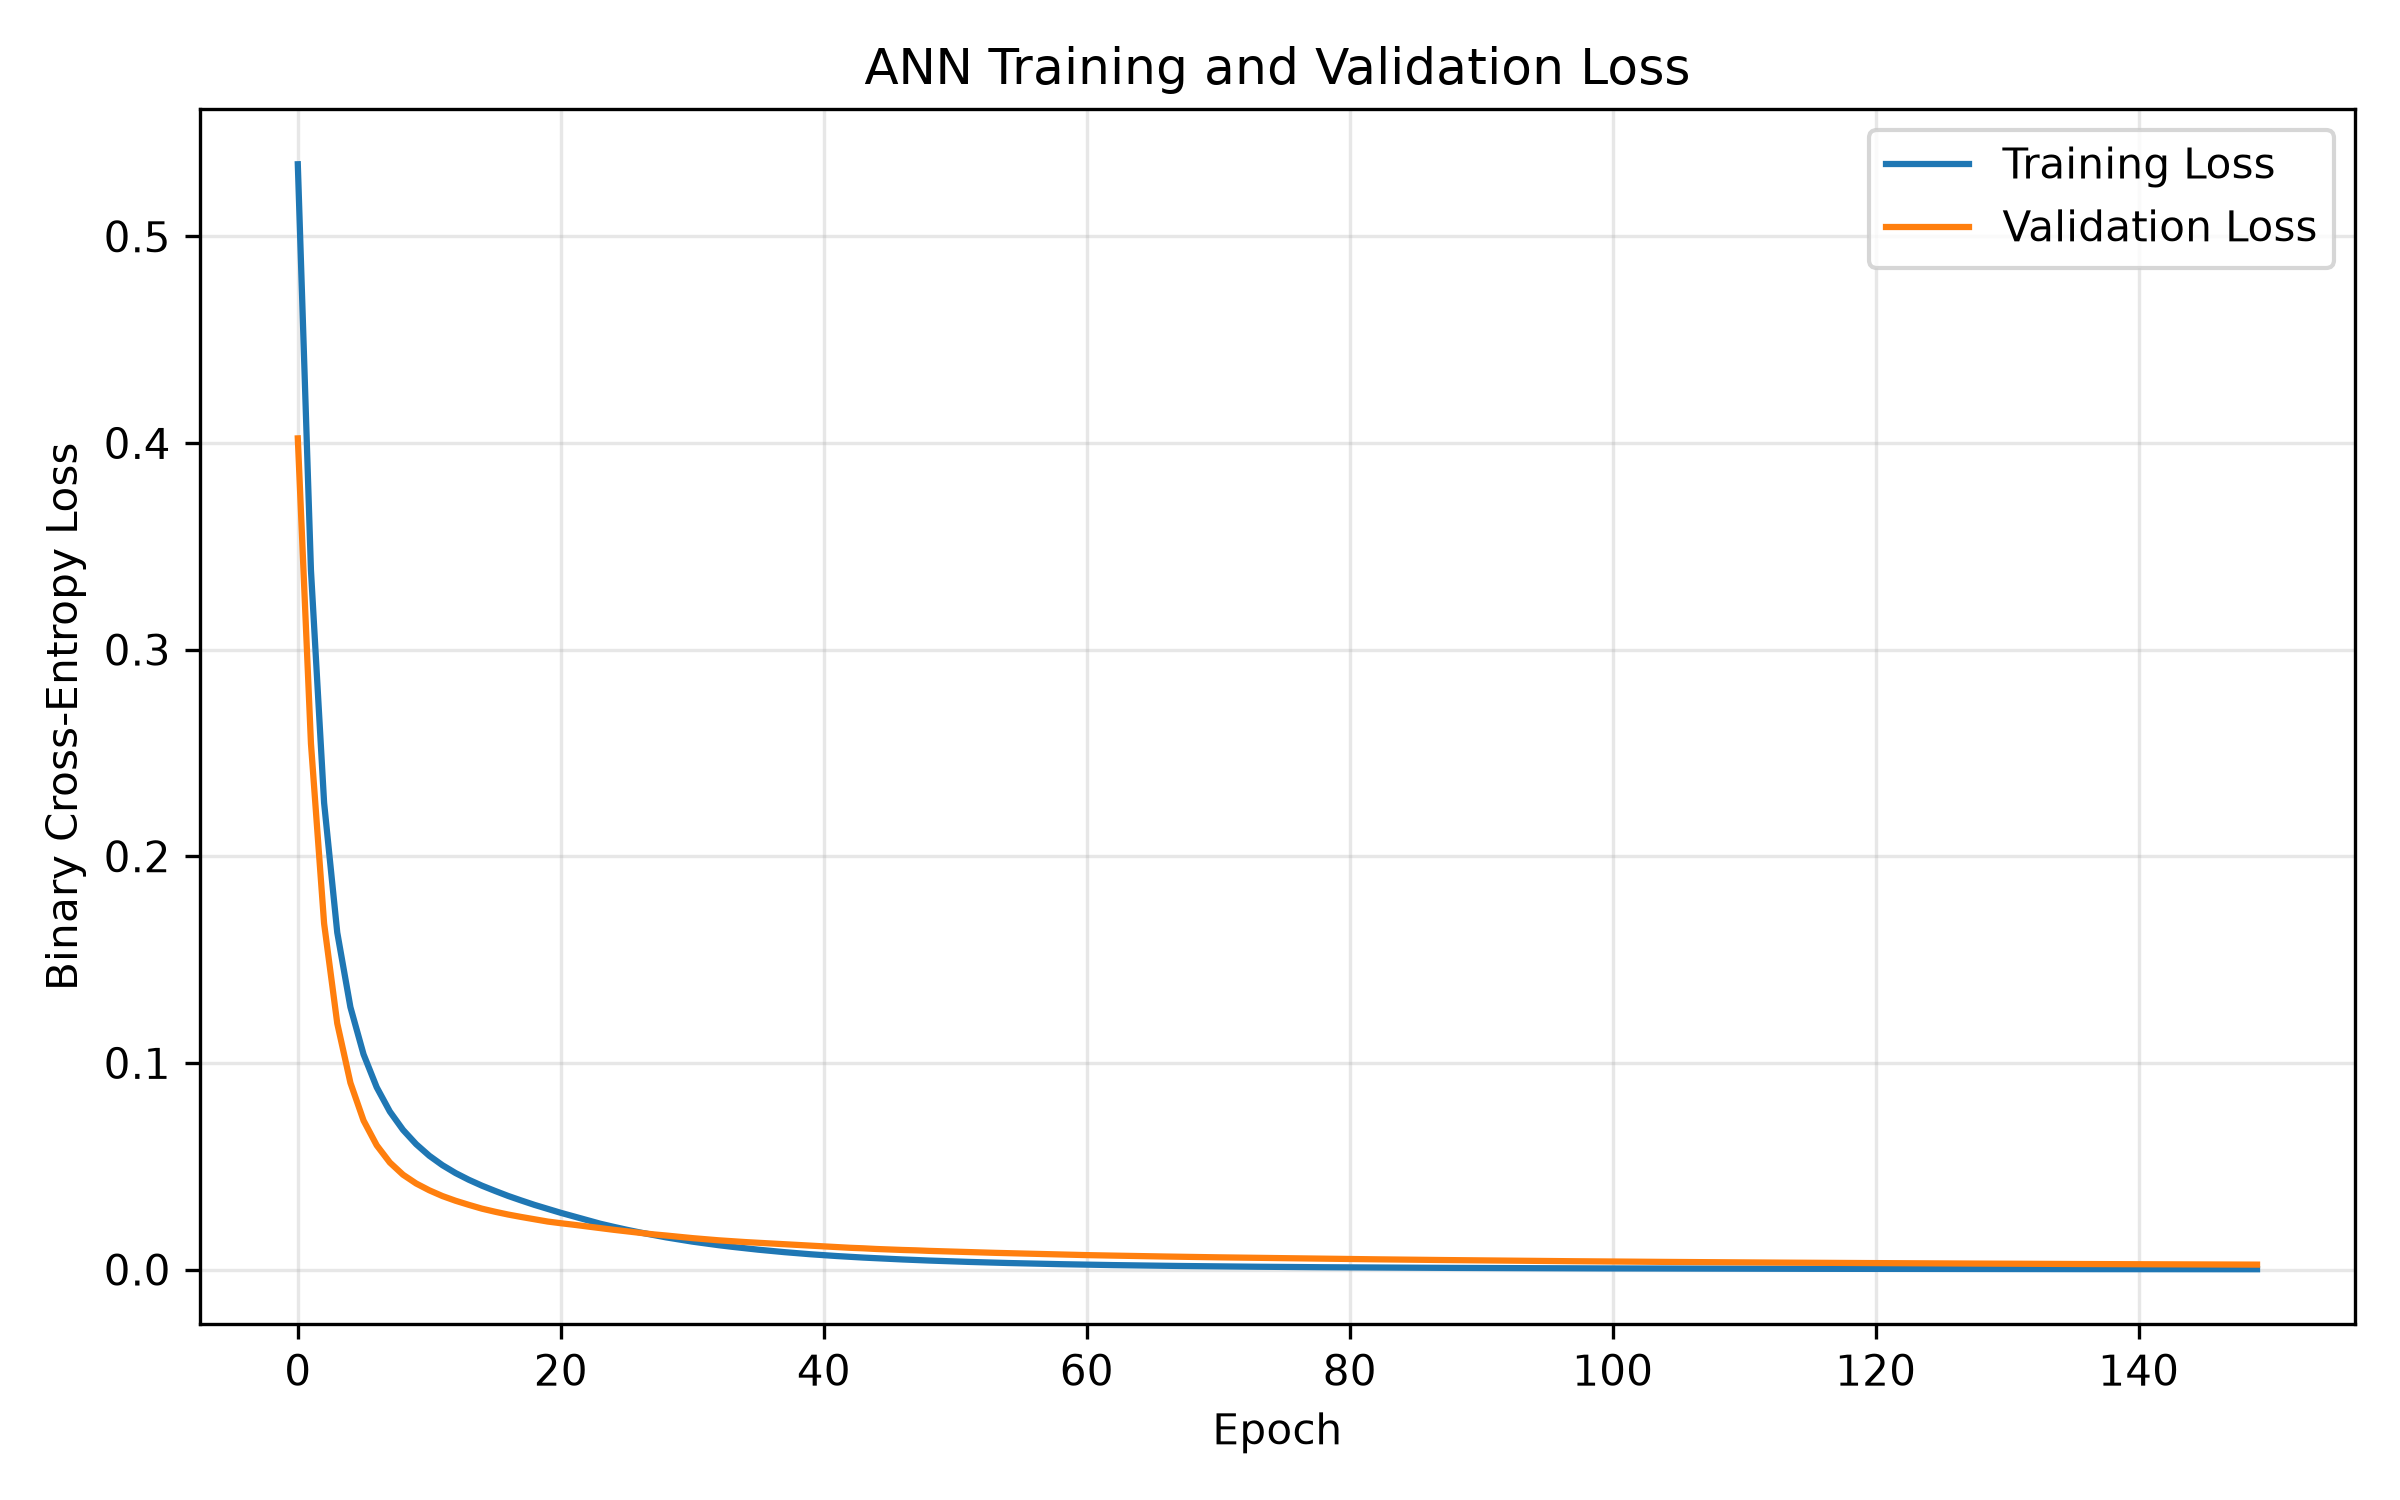 ANN Training and Validation Loss
Training Loss
Validation Loss
Binary Cross-Entropy Loss
0.5
0.4
0.3
0.2
0.1
0.0
0 20 40 60 80 100 120 140
Epoch